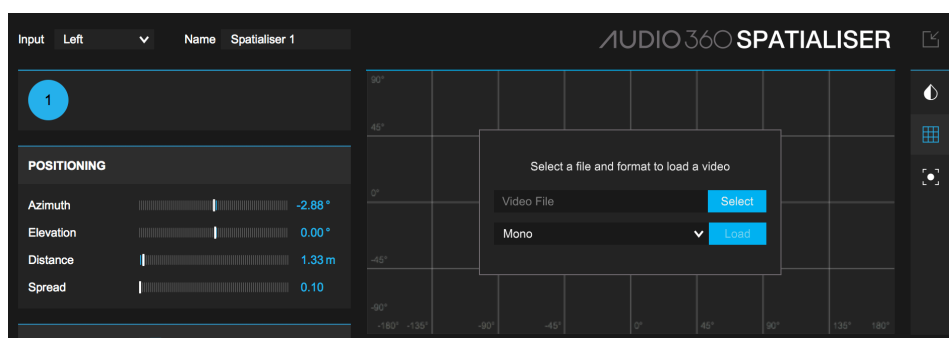 Input Left Name Spatialiser 1 AUDIO 360 SPATIALISER
1
POSITIONING
Azimuth -2.88°
Elevation 0.00°
Distance 1.33 m
Spread 0.10
90°
45°
0°
-45°
-90°
-180° -135° -90° -45° 0° 45° 90° 135° 180°
Select a file and format to load a video
Video File Select
Mono Load